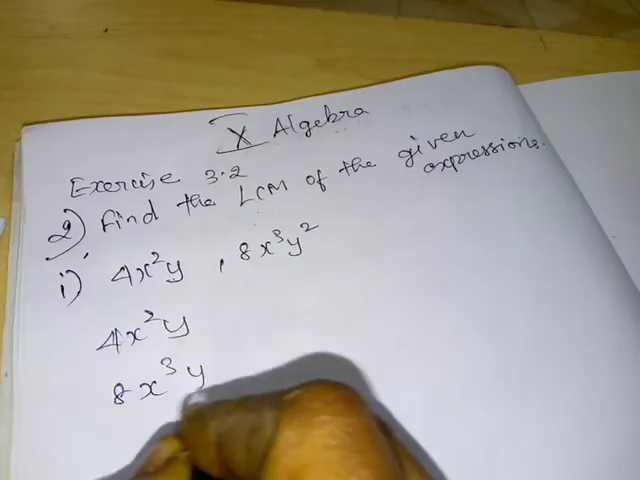 X Algebra
Exercise 3.2
2) Find the LCM of the given expressions.
i) 4x²y , 8x³y²
4x²y
8x³y